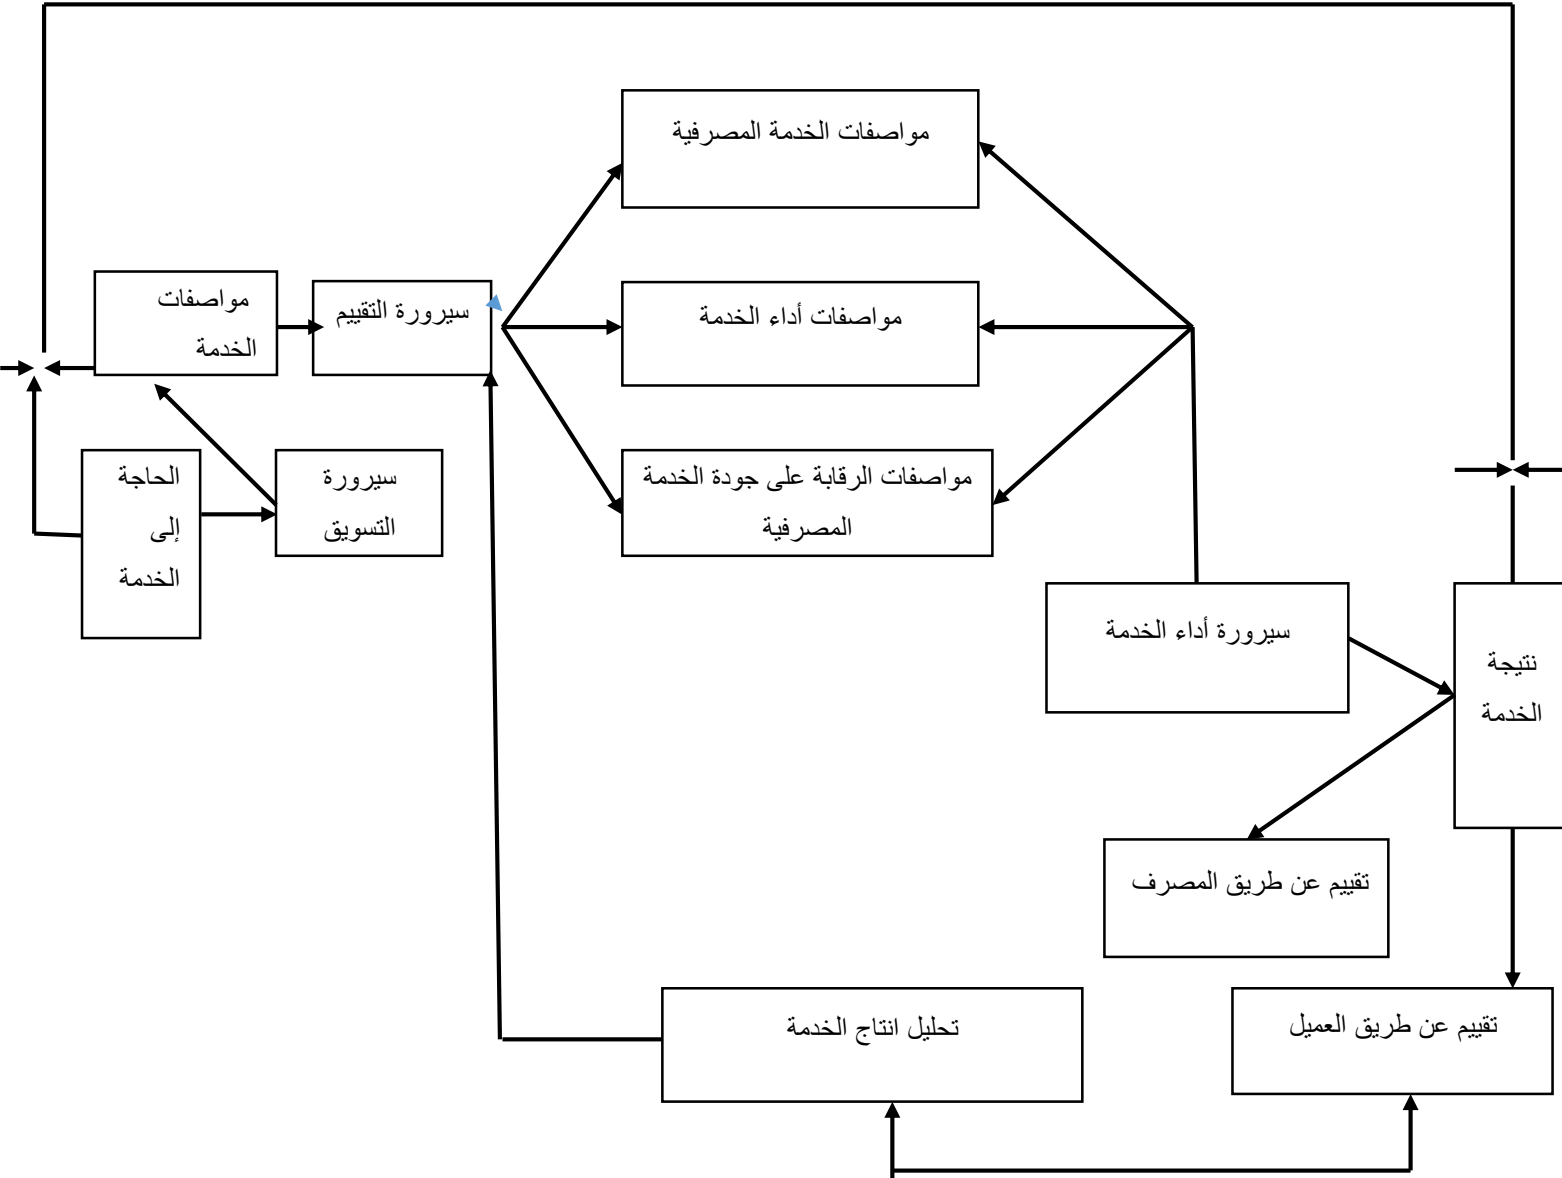 مواصفات الخدمة المصرفية
مواصفات
الخدمة
سيرورة التقييم
مواصفات أداء الخدمة
الحاجة
إلى
الخدمة
سيرورة
التسويق
مواصفات الرقابة على جودة الخدمة
المصرفية
سيرورة أداء الخدمة
نتيجة
الخدمة
تقييم عن طريق المصرف
تحليل انتاج الخدمة
تقييم عن طريق العميل